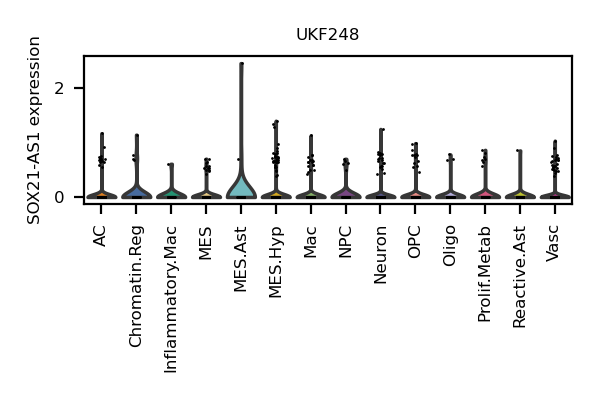 UKF248
SOX21-AS1 expression
2
0
AC
Chromatin.Reg
Inflammatory.Mac
MES
MES.Ast
MES.Hyp
Mac
NPC
Neuron
OPC
Oligo
Prolif.Metab
Reactive.Ast
Vasc